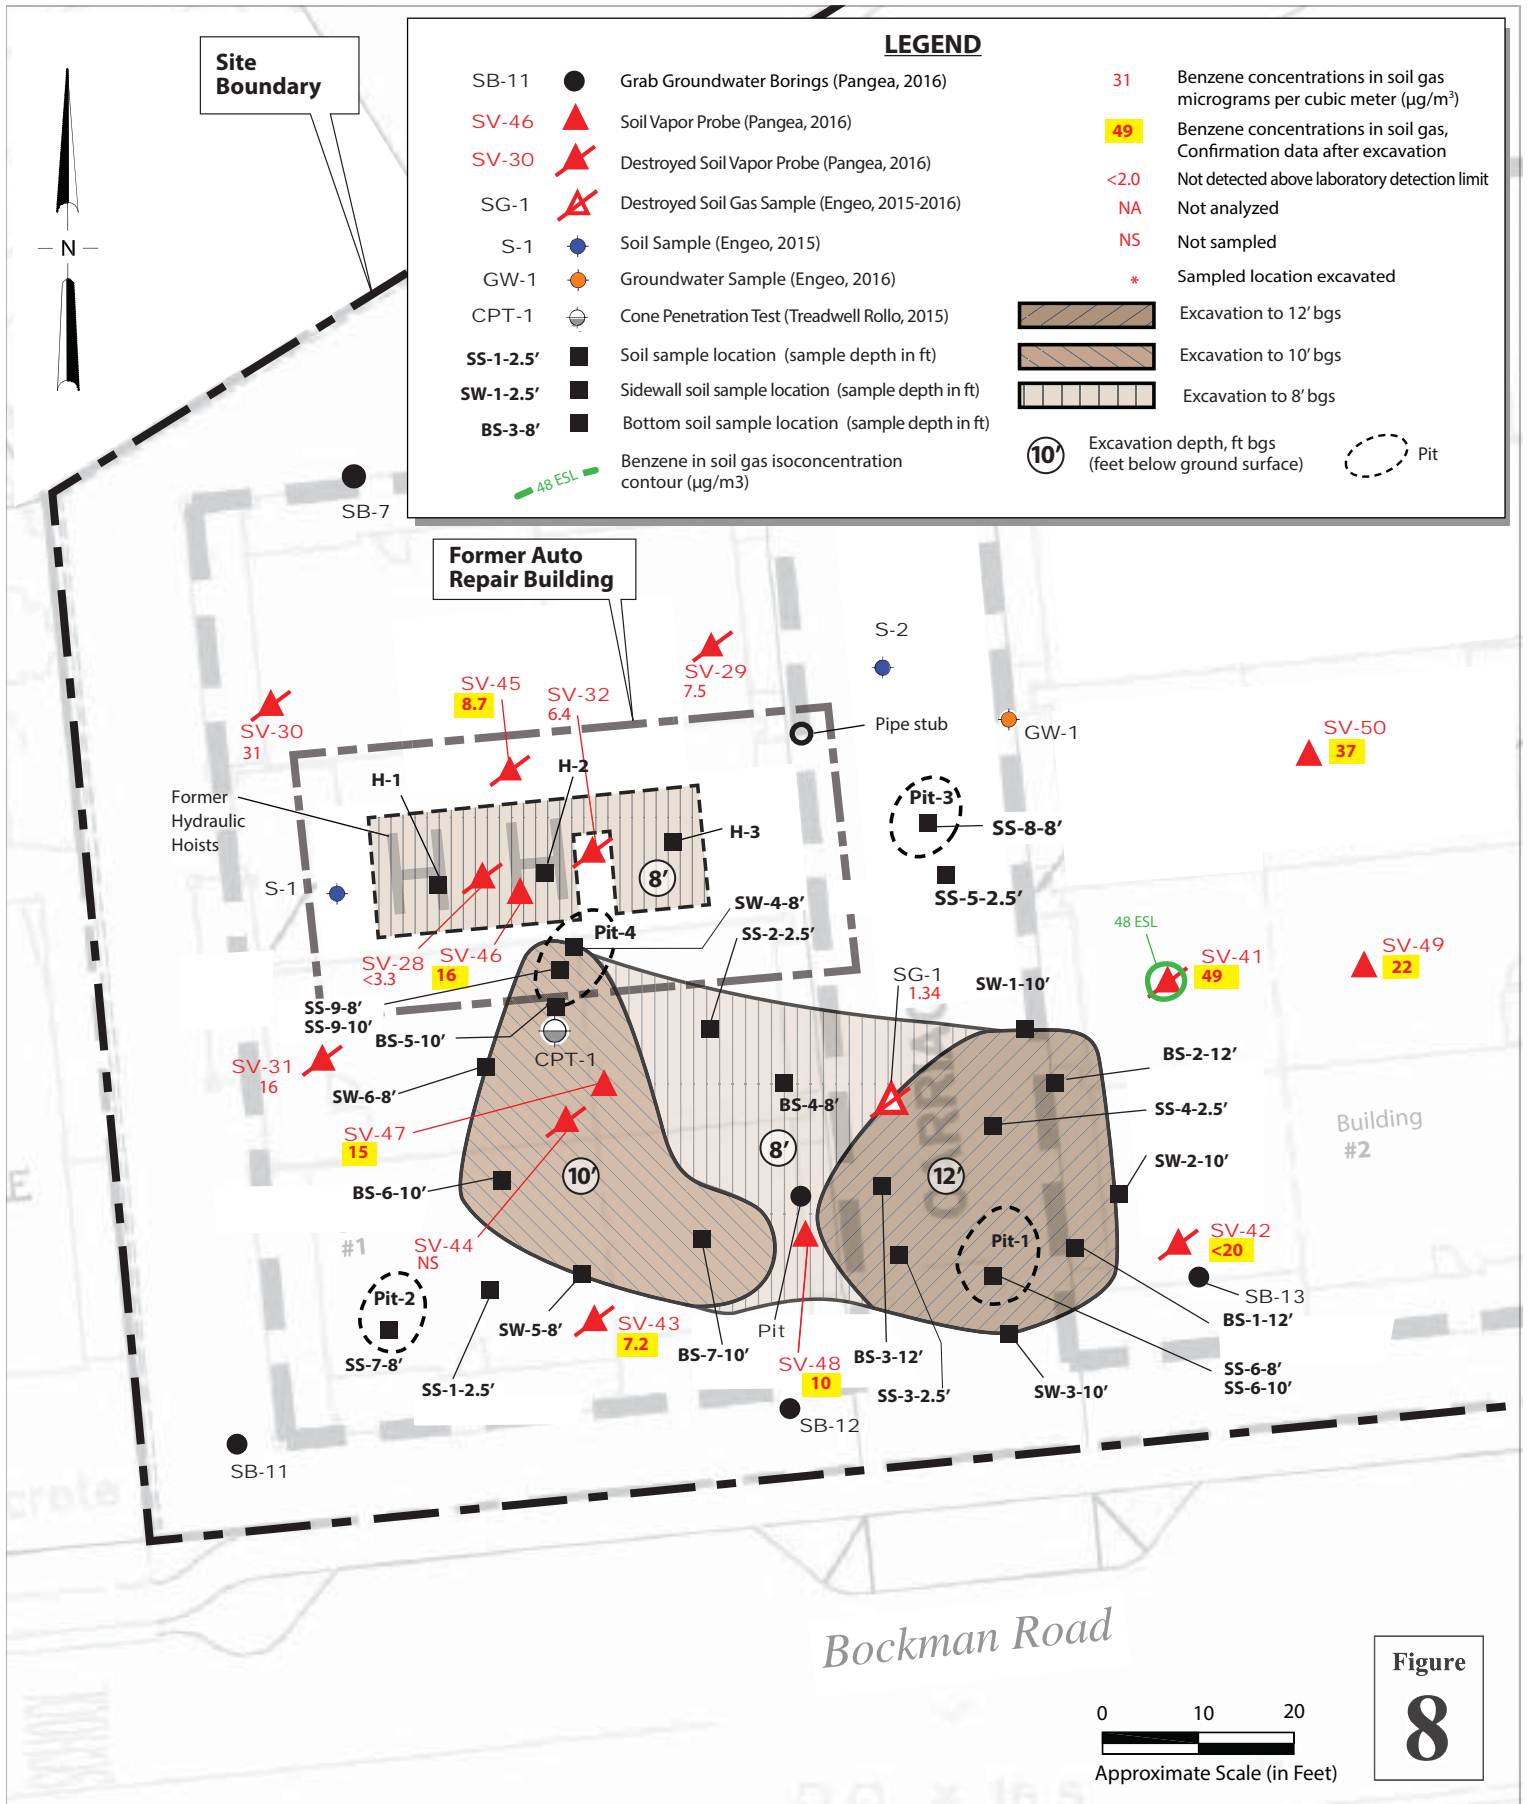 Site
Boundary
N
LEGEND
SB-11
Grab Groundwater Borings (Pangea, 2016)
SV-46
Soil Vapor Probe (Pangea, 2016)
SV-30
Destroyed Soil Vapor Probe (Pangea, 2016)
SG-1
Destroyed Soil Gas Sample (Engeo, 2015-2016)
S-1
Soil Sample (Engeo, 2015)
GW-1
Groundwater Sample (Engeo, 2016)
CPT-1
Cone Penetration Test (Treadwell Rollo, 2015)
SS-1-2.5’
Soil sample location (sample depth in ft)
SW-1-2.5’
Sidewall soil sample location (sample depth in ft)
BS-3-8’
Bottom soil sample location (sample depth in ft)
48 ESL
Benzene in soil gas isoconcentration
contour (µg/m3)
31
Benzene concentrations in soil gas
micrograms per cubic meter (µg/m³)
49
Benzene concentrations in soil gas,
Confirmation data after excavation
<2.0
Not detected above laboratory detection limit
NA
Not analyzed
NS
Not sampled
*
Sampled location excavated
Excavation to 12’ bgs
Excavation to 10’ bgs
Excavation to 8’ bgs
10’
Excavation depth, ft bgs
(feet below ground surface)
Pit
SB-7
Former Auto
Repair Building
S-2
SV-29
7.5
SV-45
8.7
SV-32
6.4
SV-30
31
Pipe stub
GW-1
SV-50
37
H-1
H-2
Former
Hydraulic
Hoists
Pit-3
SS-8-8’
H-3
8’
S-1
SS-5-2.5’
SW-4-8’
48 ESL
Pit-4
SS-2-2.5’
SV-46
16
SV-28
<3.3
SV-41
49
SV-49
22
SG-1
1.34
SW-1-10’
SS-9-8’
SS-9-10’
BS-5-10’
CPT-1
SV-31
16
SW-6-8’
BS-2-12’
BS-4-8’
SS-4-2.5’
Building
#2
SV-47
15
8’
10’
12’
SW-2-10’
BS-6-10’
SV-44
NS
#1
Pit-1
SV-42
<20
Pit-2
SB-13
BS-1-12’
SW-5-8’
SV-43
7.2
Pit
SS-7-8’
BS-7-10’
SV-48
10
BS-3-12’
SS-6-8’
SS-6-10’
SS-1-2.5’
SS-3-2.5’
SW-3-10’
SB-12
SB-11
crete
Bockman Road
0 10 20
Approximate Scale (in Feet)
Figure
8